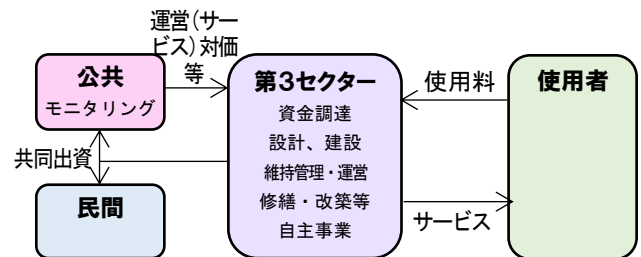 運営（サー
ビス）対価
等
公共
モニタリング
共同出資
民間
第３セクター
資金調達
設計、建設
維持管理・運営
修繕・改築等
自主事業
使用料
サービス
使用者